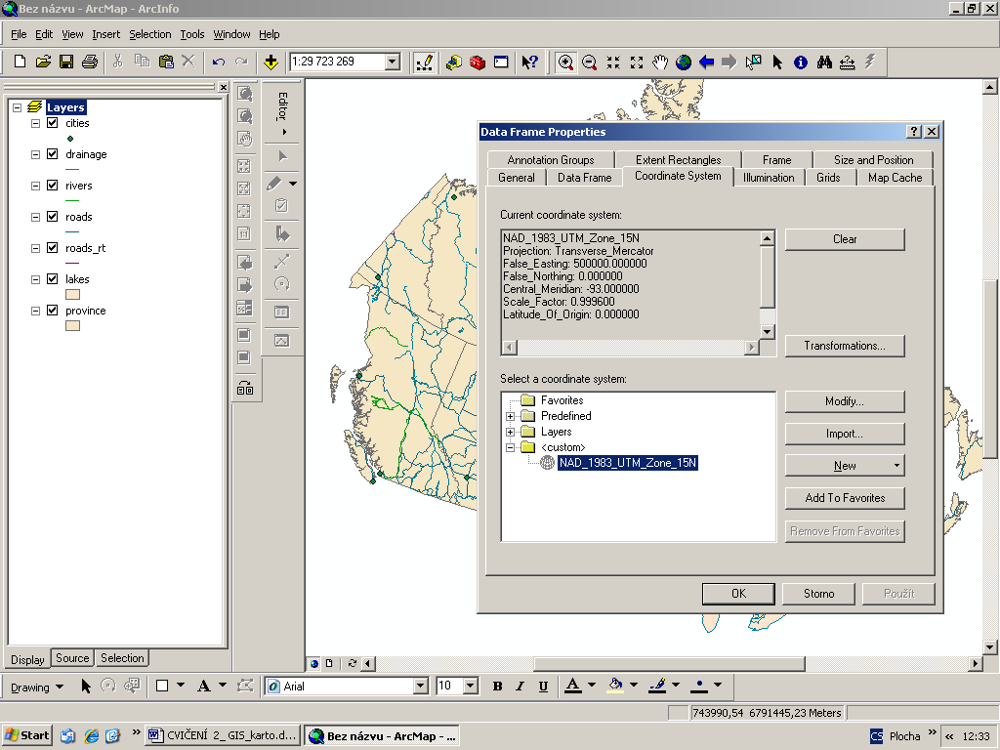 Bez názvu - ArcMap - ArcInfo
File Edit View Insert Selection Tools Window Help
1:29 723 269
Layers
cities
drainage
rivers
roads
roads_rt
lakes
province
Editor
Data Frame Properties
Annotation Groups Extent Rectangles Frame Size and Position
General Data Frame Coordinate System Illumination Grids Map Cache
Current coordinate system:
NAD_1983_UTM_Zone_15N
Projection: Transverse_Mercator
False_Easting: 500000.000000
False_Northing: 0.000000
Central_Meridian: -93.000000
Scale_Factor: 0.999600
Latitude_Of_Origin: 0.000000
Clear
Transformations...
Select a coordinate system:
Favorites
Predefined
Layers
<custom>
NAD_1983_UTM_Zone_15N
Modify...
Import...
New
Add To Favorites
Remove From Favorites
OK Storno Použít
Display Source Selection
Drawing A Arial 10 B I U A
743990,54 6791445,23 Meters
Start CVIČENÍ 2_ GIS_karto.d... Bez názvu - ArcMap - ... CS Plocha 12:33